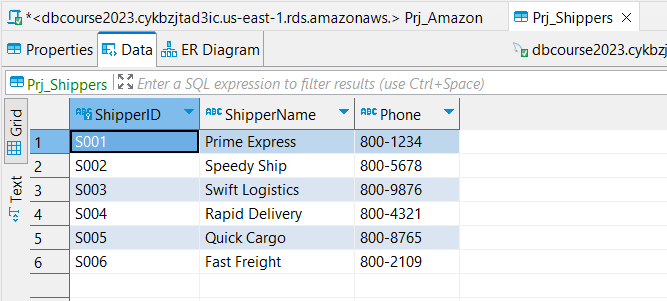 *<dbcourse2023.cykbzjtad3ic.us-east-1.rds.amazonaws.> Prj_Amazon Prj_Shippers
Properties Data ER Diagram dbcourse2023.cykbzj
Prj_Shippers Enter a SQL expression to filter results (use Ctrl+Space)
Grid
Text
ABC ShipperID ABC ShipperName ABC Phone
1 S001 Prime Express 800-1234
2 S002 Speedy Ship 800-5678
3 S003 Swift Logistics 800-9876
4 S004 Rapid Delivery 800-4321
5 S005 Quick Cargo 800-8765
6 S006 Fast Freight 800-2109